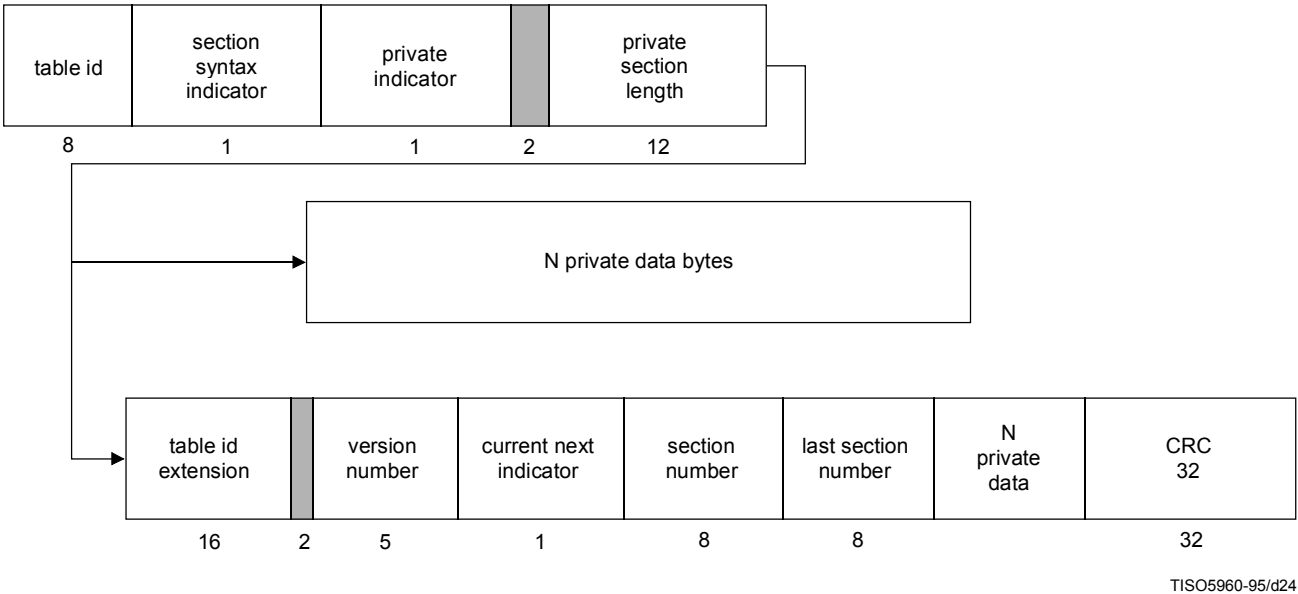 table id
section
syntax
indicator
private
indicator
private
section
length
8
1
1
2
12
N private data bytes
table id
extension
version
number
current next
indicator
section
number
last section
number
N
private
data
CRC
32
16
2
5
1
8
8
32
TISO5960-95/d24